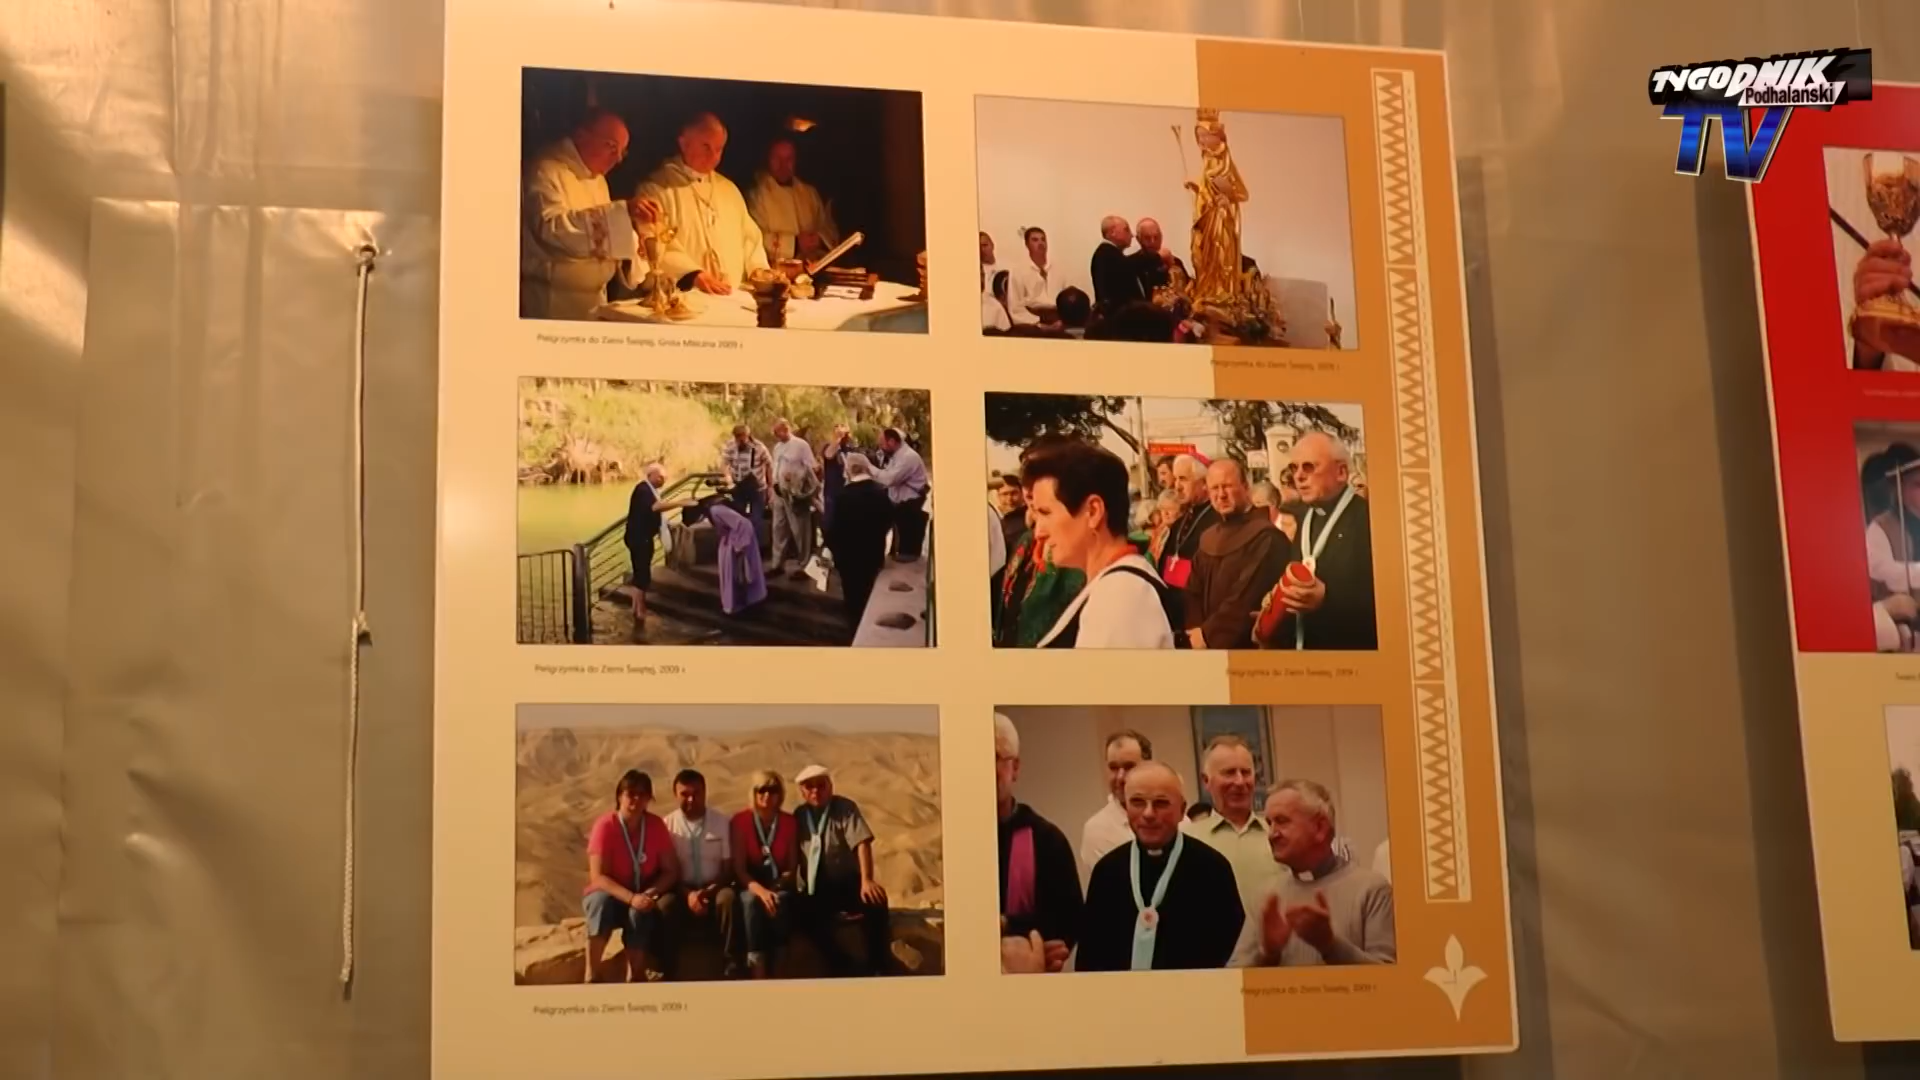 TYGODNIK
Podhalański
TV
Pielgrzymka do Ziemi Świętej, Grota Mleczna 2009 r.
Pielgrzymka do Ziemi Świętej, 2009 r.
Pielgrzymka do Ziemi Świętej, 2009 r.
Pielgrzymka do Ziemi Świętej, 2009 r.
Pielgrzymka do Ziemi Świętej, 2009 r.
Pielgrzymka do Ziemi Świętej, 2009 r.